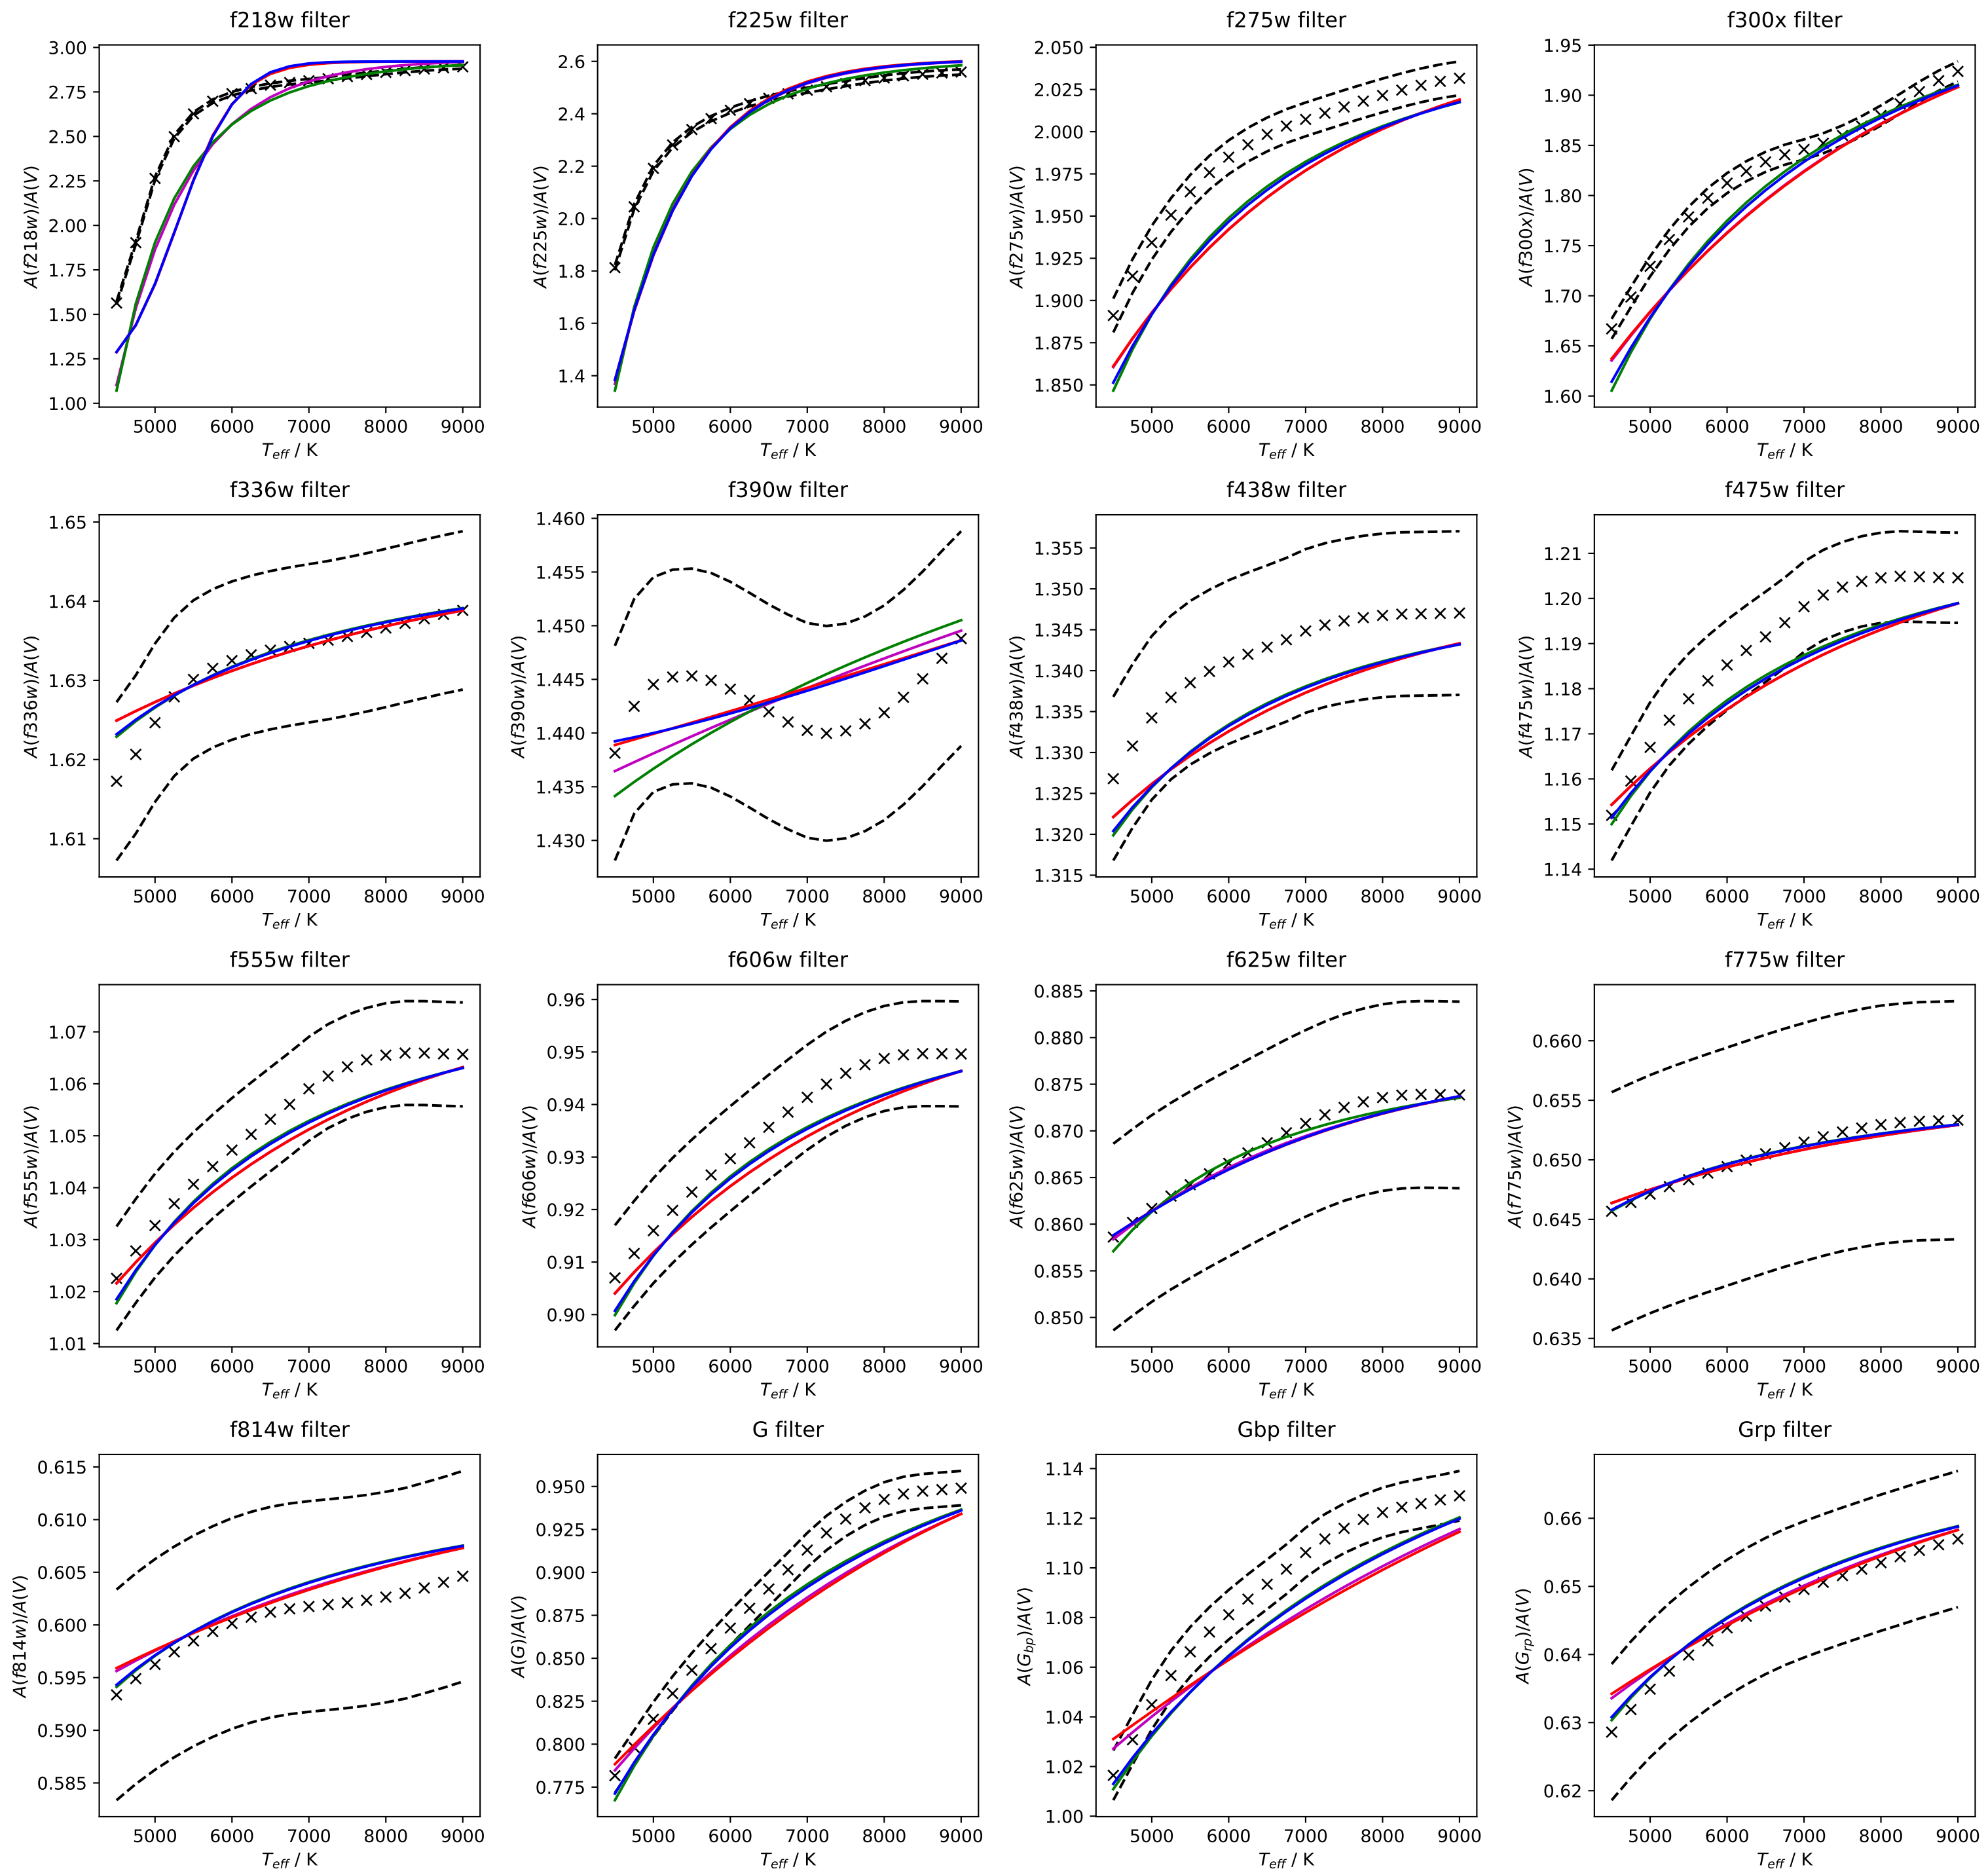 f218w filter
f225w filter
f275w filter
f300x filter
A(f218w)/A(V)
3.00
2.75
2.50
2.25
2.00
1.75
1.50
1.25
1.00
5000 6000 7000 8000 9000
T_eff / K
A(f225w)/A(V)
2.6
2.4
2.2
2.0
1.8
1.6
1.4
5000 6000 7000 8000 9000
T_eff / K
A(f275w)/A(V)
2.050
2.025
2.000
1.975
1.950
1.925
1.900
1.875
1.850
5000 6000 7000 8000 9000
T_eff / K
A(f300x)/A(V)
1.95
1.90
1.85
1.80
1.75
1.70
1.65
1.60
5000 6000 7000 8000 9000
T_eff / K
f336w filter
f390w filter
f438w filter
f475w filter
A(f336w)/A(V)
1.65
1.64
1.63
1.62
1.61
5000 6000 7000 8000 9000
T_eff / K
A(f390w)/A(V)
1.460
1.455
1.450
1.445
1.440
1.435
1.430
5000 6000 7000 8000 9000
T_eff / K
A(f438w)/A(V)
1.355
1.350
1.345
1.340
1.335
1.330
1.325
1.320
1.315
5000 6000 7000 8000 9000
T_eff / K
A(f475w)/A(V)
1.21
1.20
1.19
1.18
1.17
1.16
1.15
1.14
5000 6000 7000 8000 9000
T_eff / K
f555w filter
f606w filter
f625w filter
f775w filter
A(f555w)/A(V)
1.07
1.06
1.05
1.04
1.03
1.02
1.01
5000 6000 7000 8000 9000
T_eff / K
A(f606w)/A(V)
0.96
0.95
0.94
0.93
0.92
0.91
0.90
5000 6000 7000 8000 9000
T_eff / K
A(f625w)/A(V)
0.885
0.880
0.875
0.870
0.865
0.860
0.855
0.850
5000 6000 7000 8000 9000
T_eff / K
A(f775w)/A(V)
0.660
0.655
0.650
0.645
0.640
0.635
5000 6000 7000 8000 9000
T_eff / K
f814w filter
G filter
Gbp filter
Grp filter
A(f814w)/A(V)
0.615
0.610
0.605
0.600
0.595
0.590
0.585
5000 6000 7000 8000 9000
T_eff / K
A(G)/A(V)
0.950
0.925
0.900
0.875
0.850
0.825
0.800
0.775
5000 6000 7000 8000 9000
T_eff / K
A(G_bp)/A(V)
1.14
1.12
1.10
1.08
1.06
1.04
1.02
1.00
5000 6000 7000 8000 9000
T_eff / K
A(G_rp)/A(V)
0.66
0.65
0.64
0.63
0.62
5000 6000 7000 8000 9000
T_eff / K